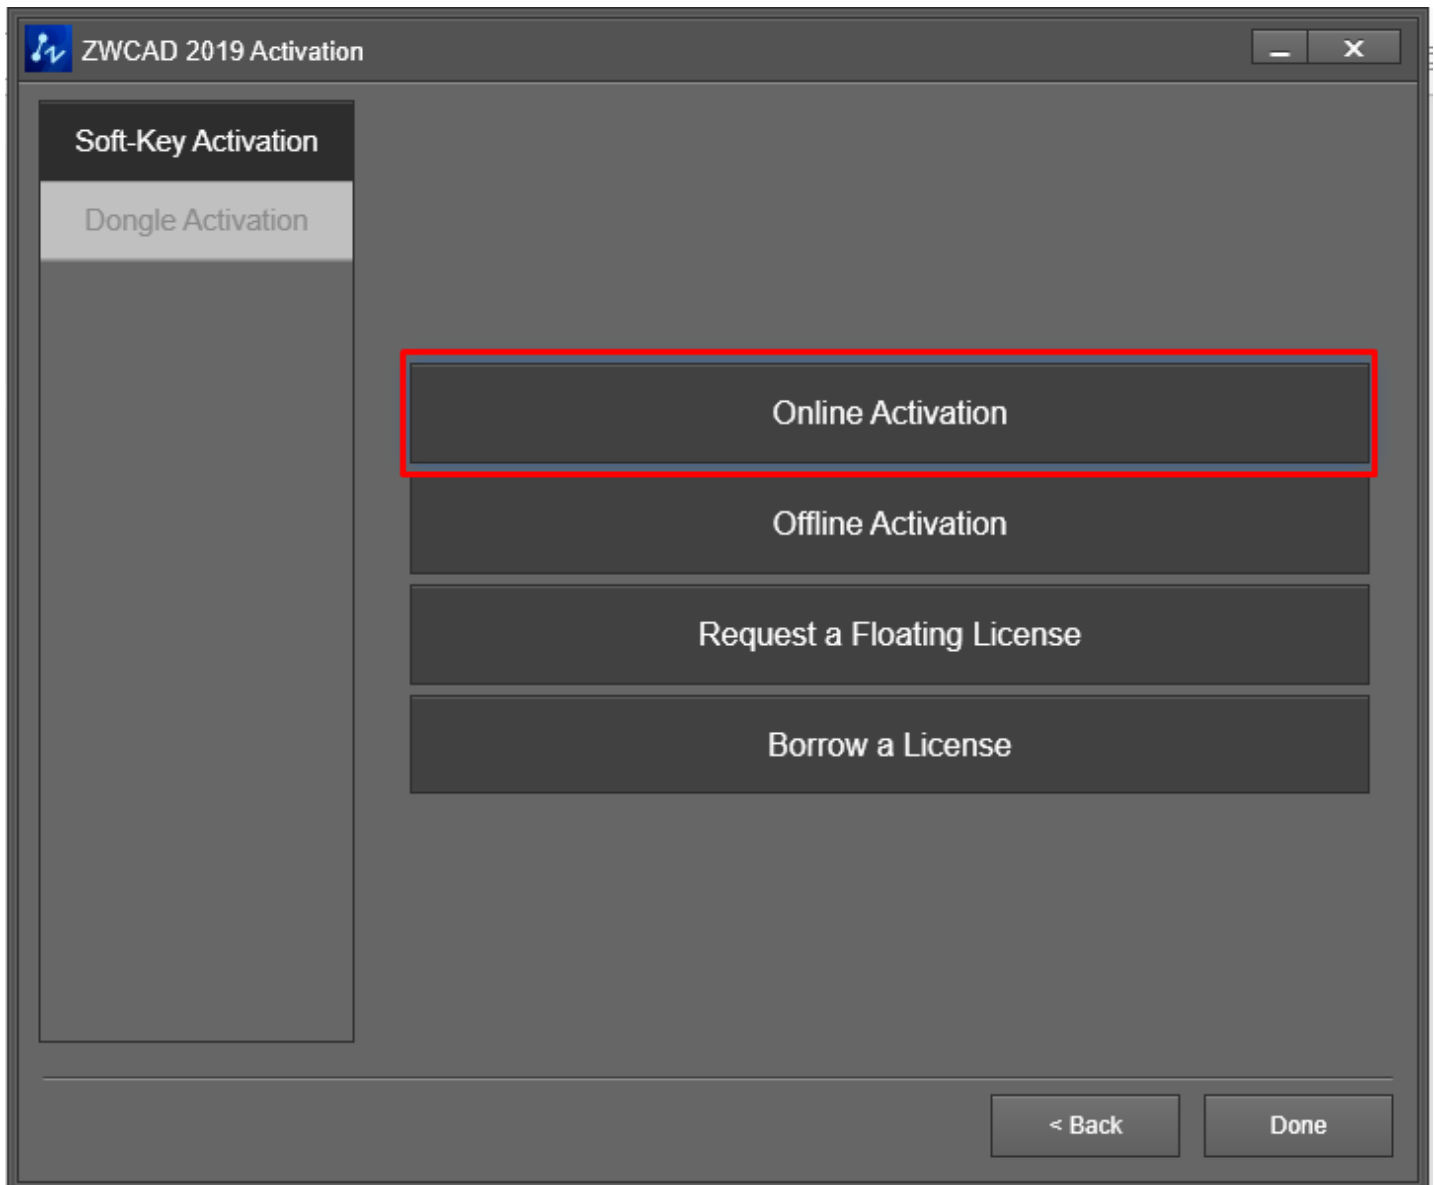 ZWCAD 2019 Activation
Soft-Key Activation
Dongle Activation
Online Activation
Offline Activation
Request a Floating License
Borrow a License
< Back
Done